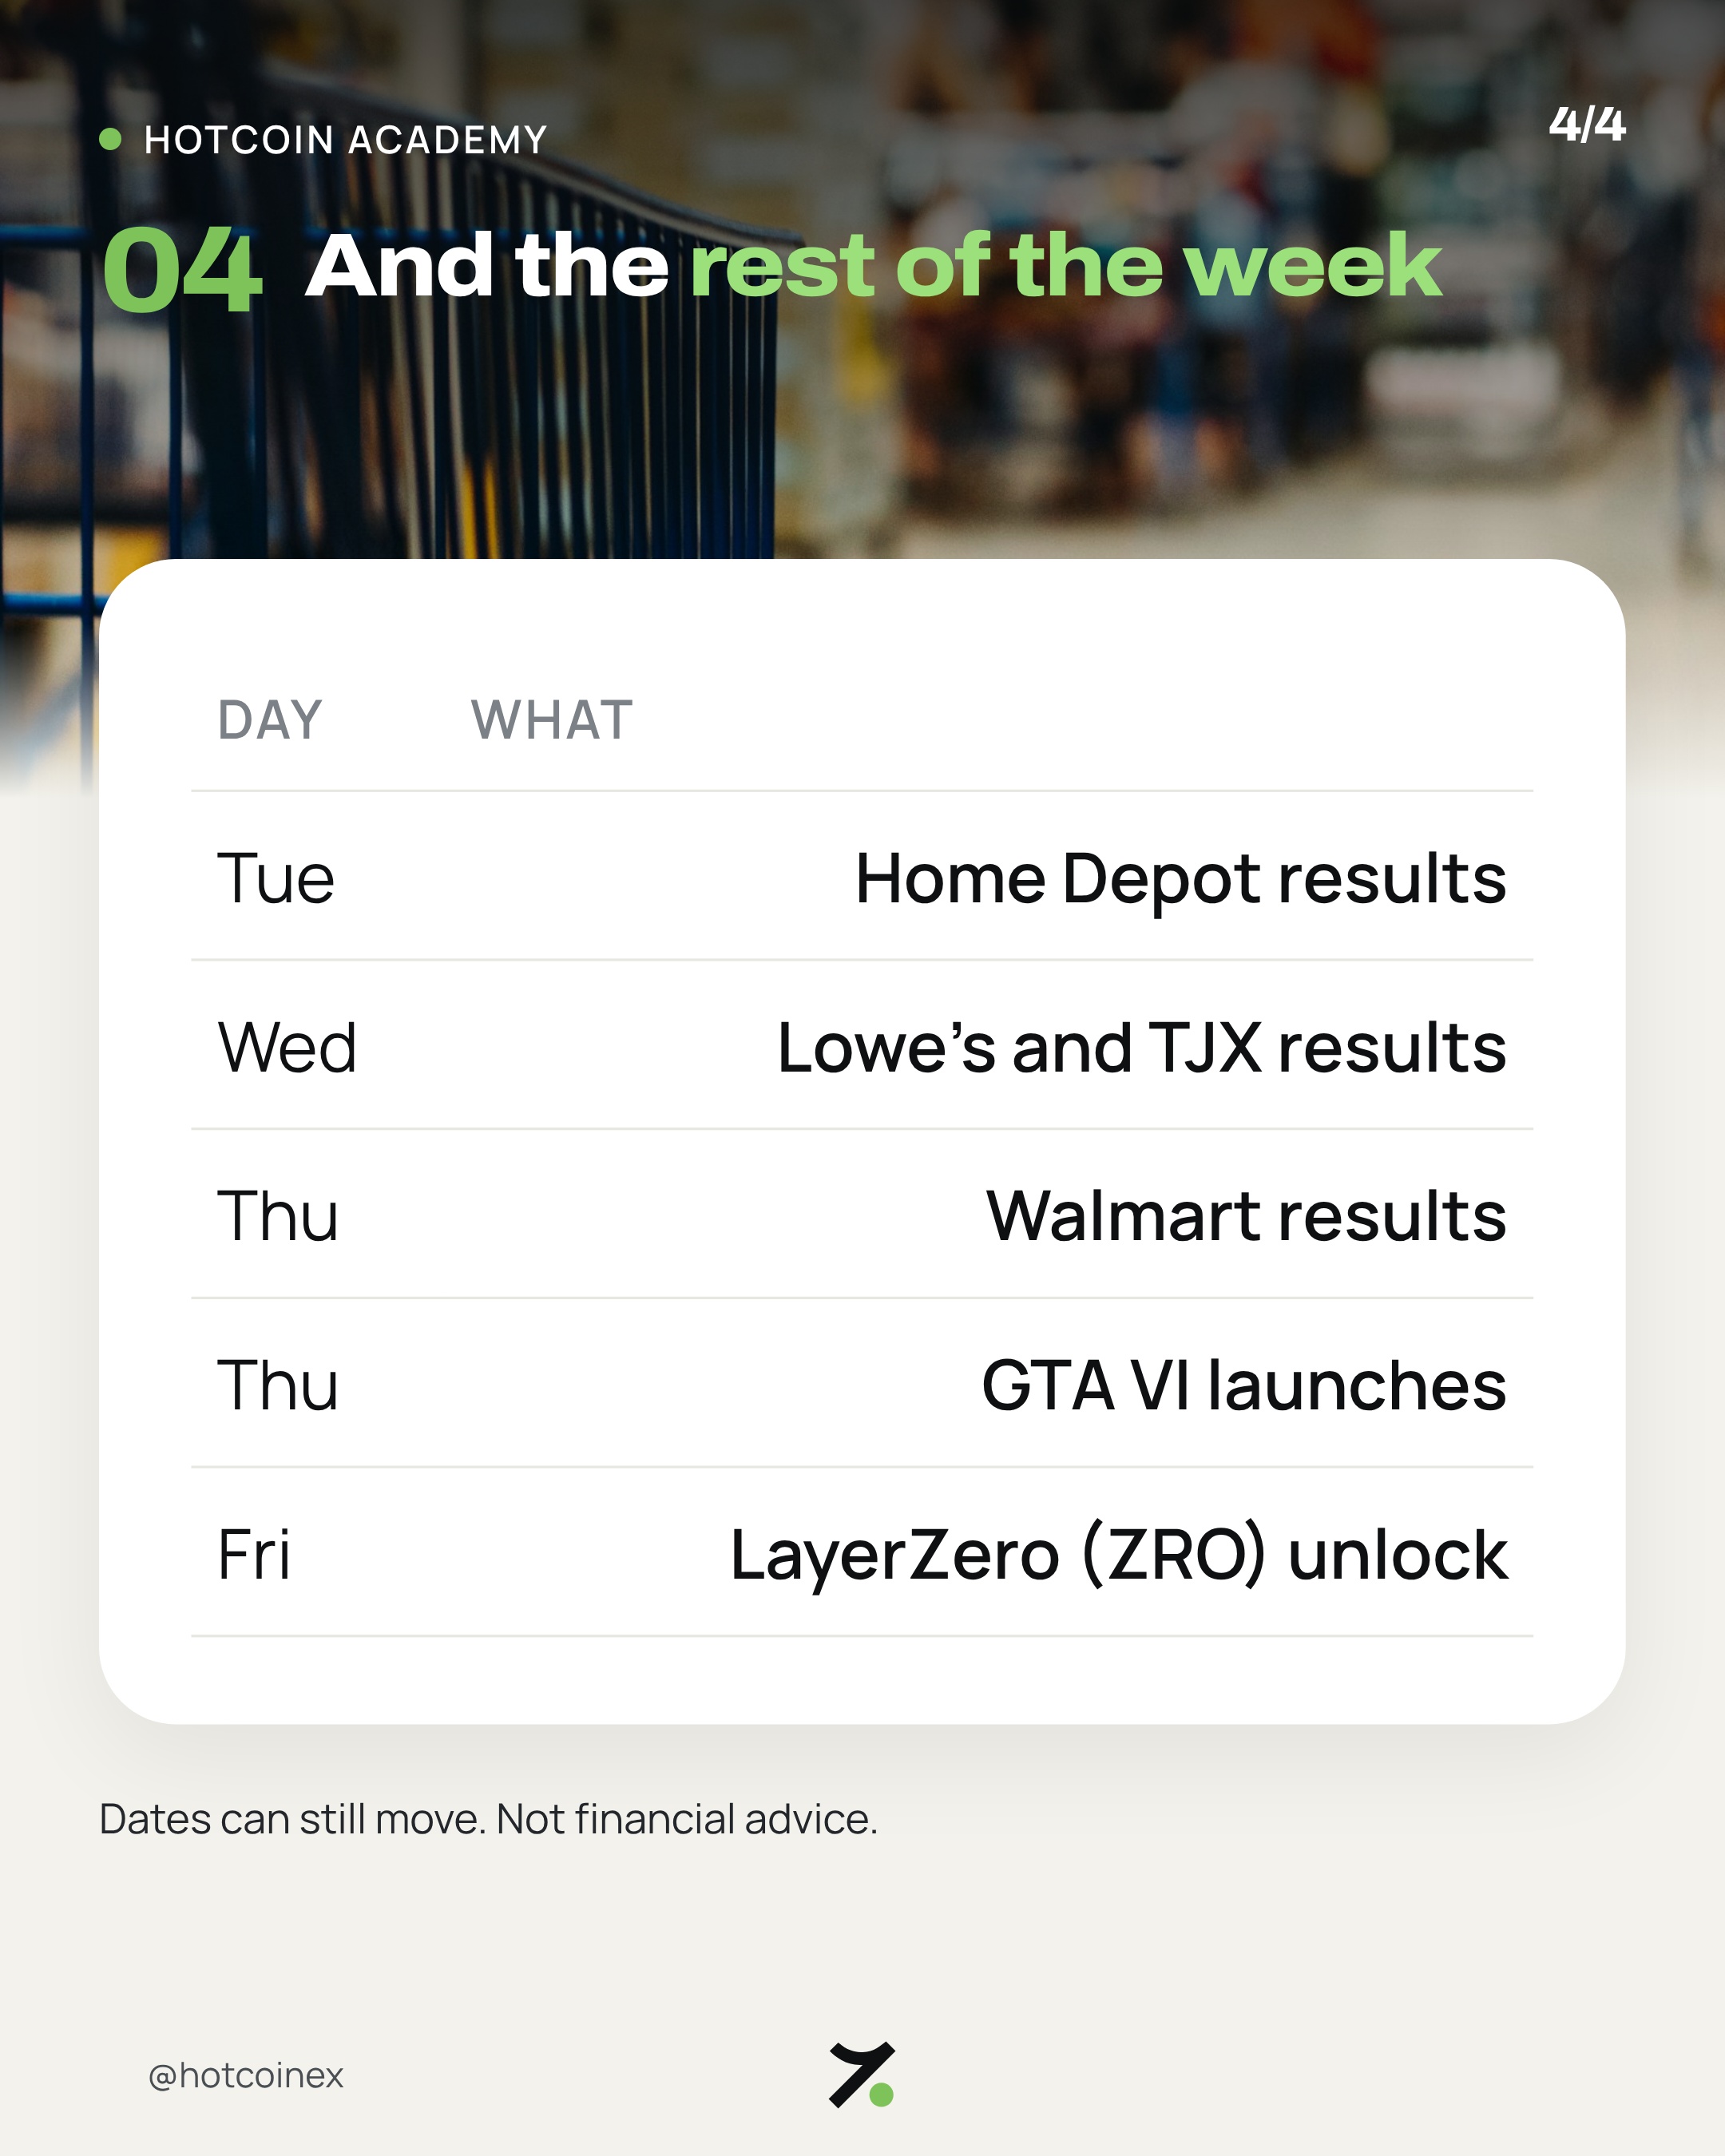 HOTCOIN ACADEMY
4/4
04 And the rest of the week
DAY WHAT
Tue Home Depot results
Wed Lowe’s and TJX results
Thu Walmart results
Thu GTA VI launches
Fri LayerZero (ZRO) unlock
Dates can still move. Not financial advice.
@hotcoinex